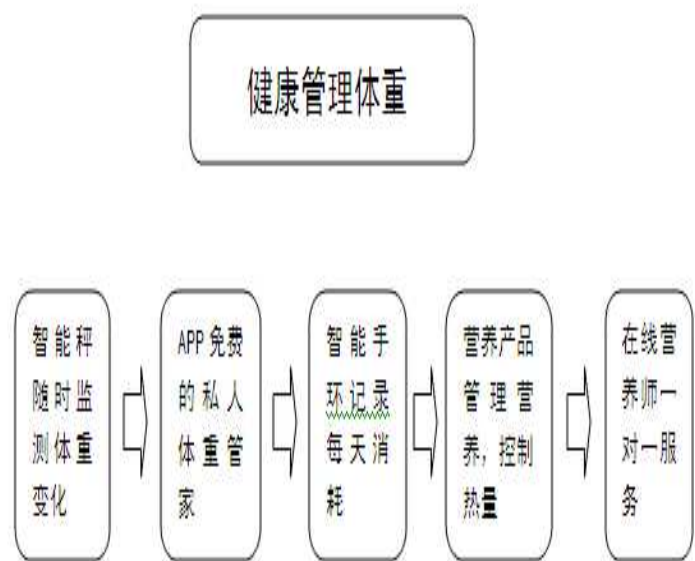 健康管理体重
智能秤
随时监
测体重
变化
APP免费
的私人
体重管
家
智能手
环记录
每天消
耗
营养产品
管理营
养，控制
热量
在线营
养师一
对一服
务